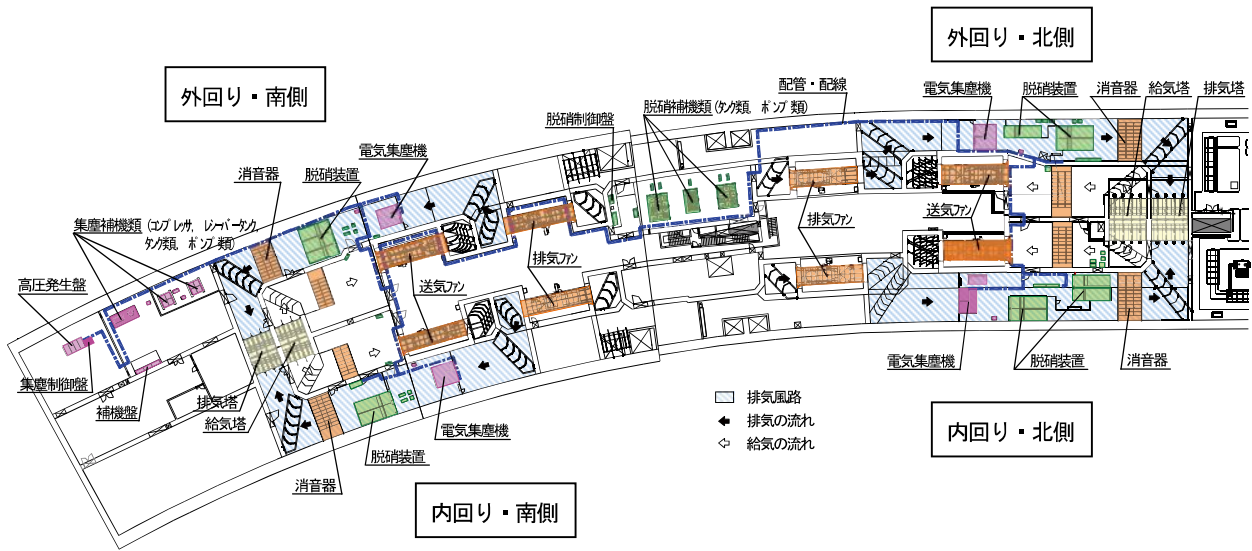 外回り・北側
外回り・南側
配管・配線
電気集塵機
脱硝装置
消音器
給気塔
排気塔
脱硝補機類(タンク類、ポンプ類)
脱硝制御盤
電気集塵機
脱硝装置
消音器
集塵補機類(コンプレッサ、レシーバータンク、
タンク類、ポンプ類)
高圧発生盤
排気ファン
送気ファン
排気ファン
送気ファン
集塵制御盤
補機盤
排気塔
給気塔
電気集塵機
脱硝装置
消音器
電気集塵機
脱硝装置
消音器
排気風路
排気の流れ
給気の流れ
内回り・北側
内回り・南側